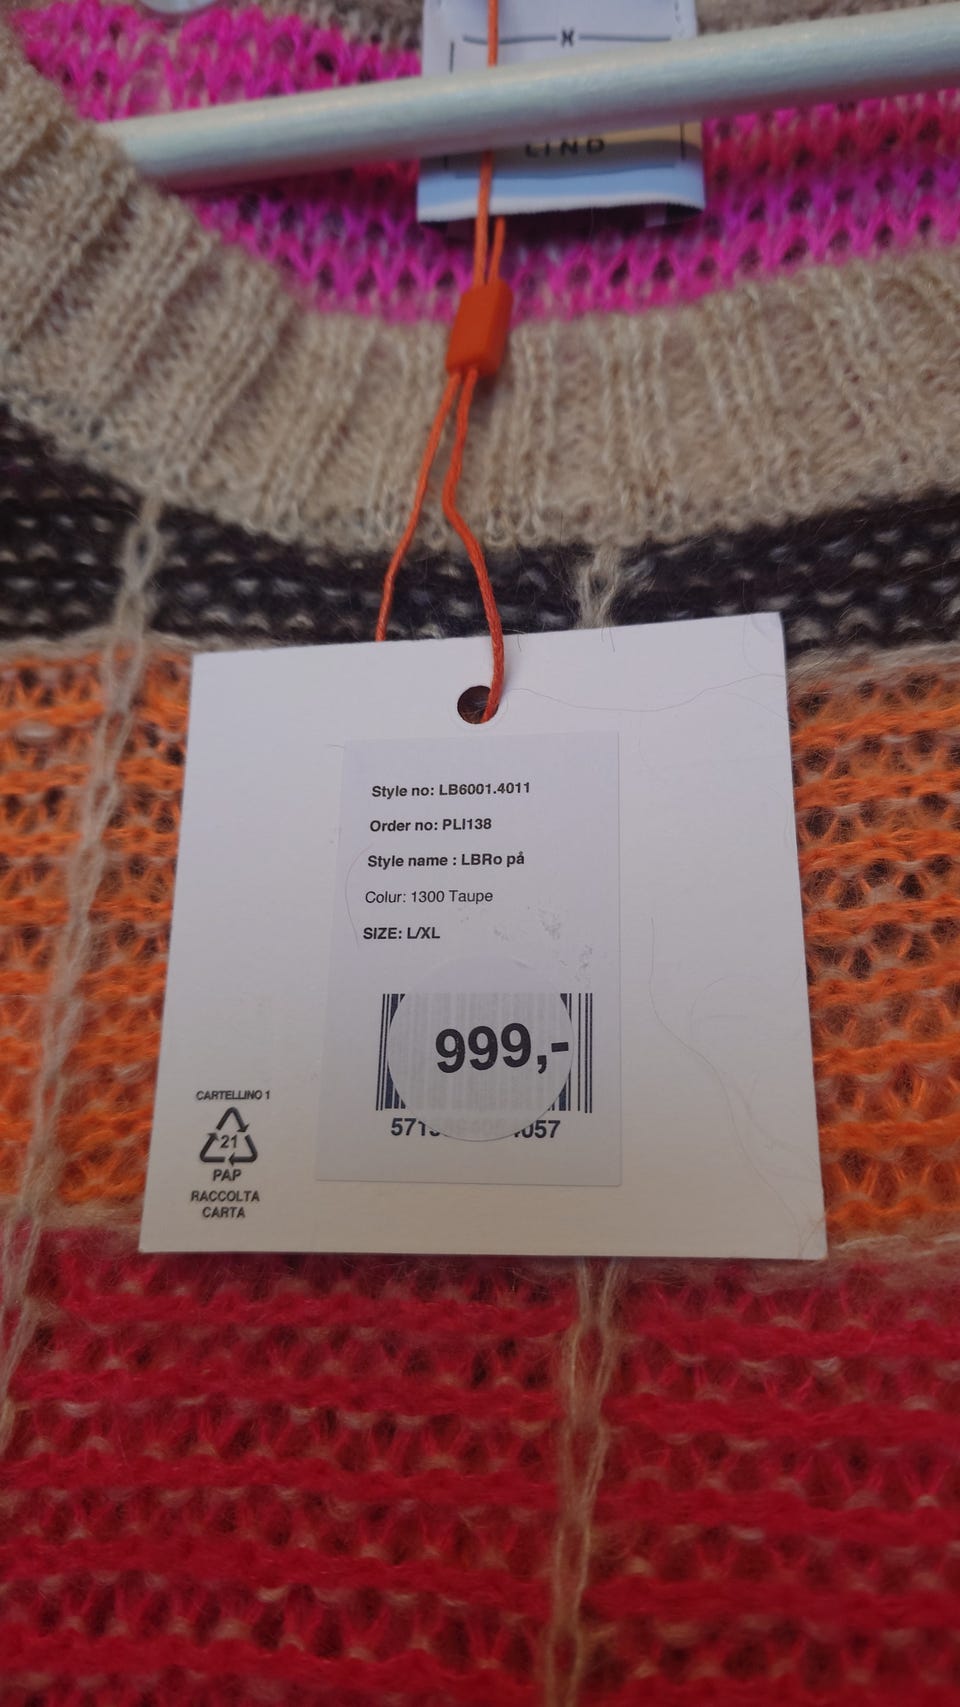 LIND
Style no: LB6001.4011
Order no: PLI138
Style name : LBRo på
Colur: 1300 Taupe
SIZE: L/XL
999,-
CARTELLINO 1
21
PAP
RACCOLTA
CARTA